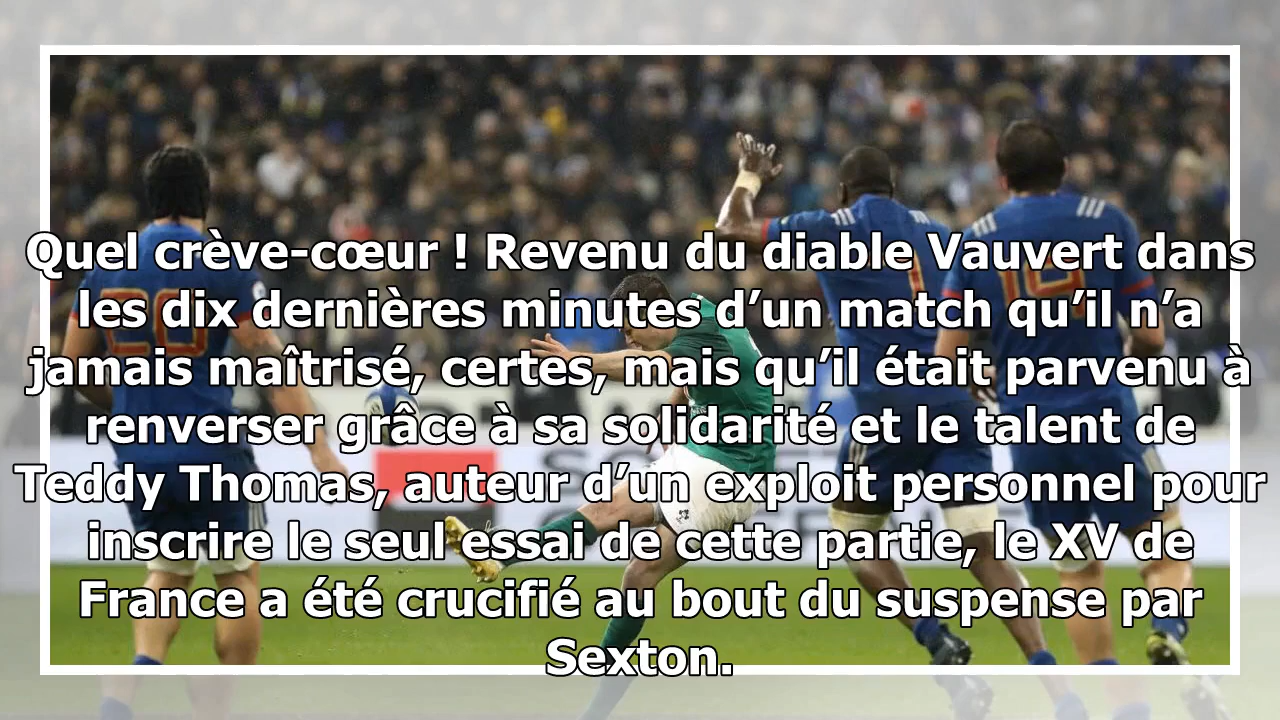 Quel crève-cœur ! Revenu du diable Vauvert dans
les dix dernières minutes d’un match qu’il n’a
jamais maîtrisé, certes, mais qu’il était parvenu à
renverser grâce à sa solidarité et le talent de
Teddy Thomas, auteur d’un exploit personnel pour
inscrire le seul essai de cette partie, le XV de
France a été crucifié au bout du suspense par
Sexton.
20